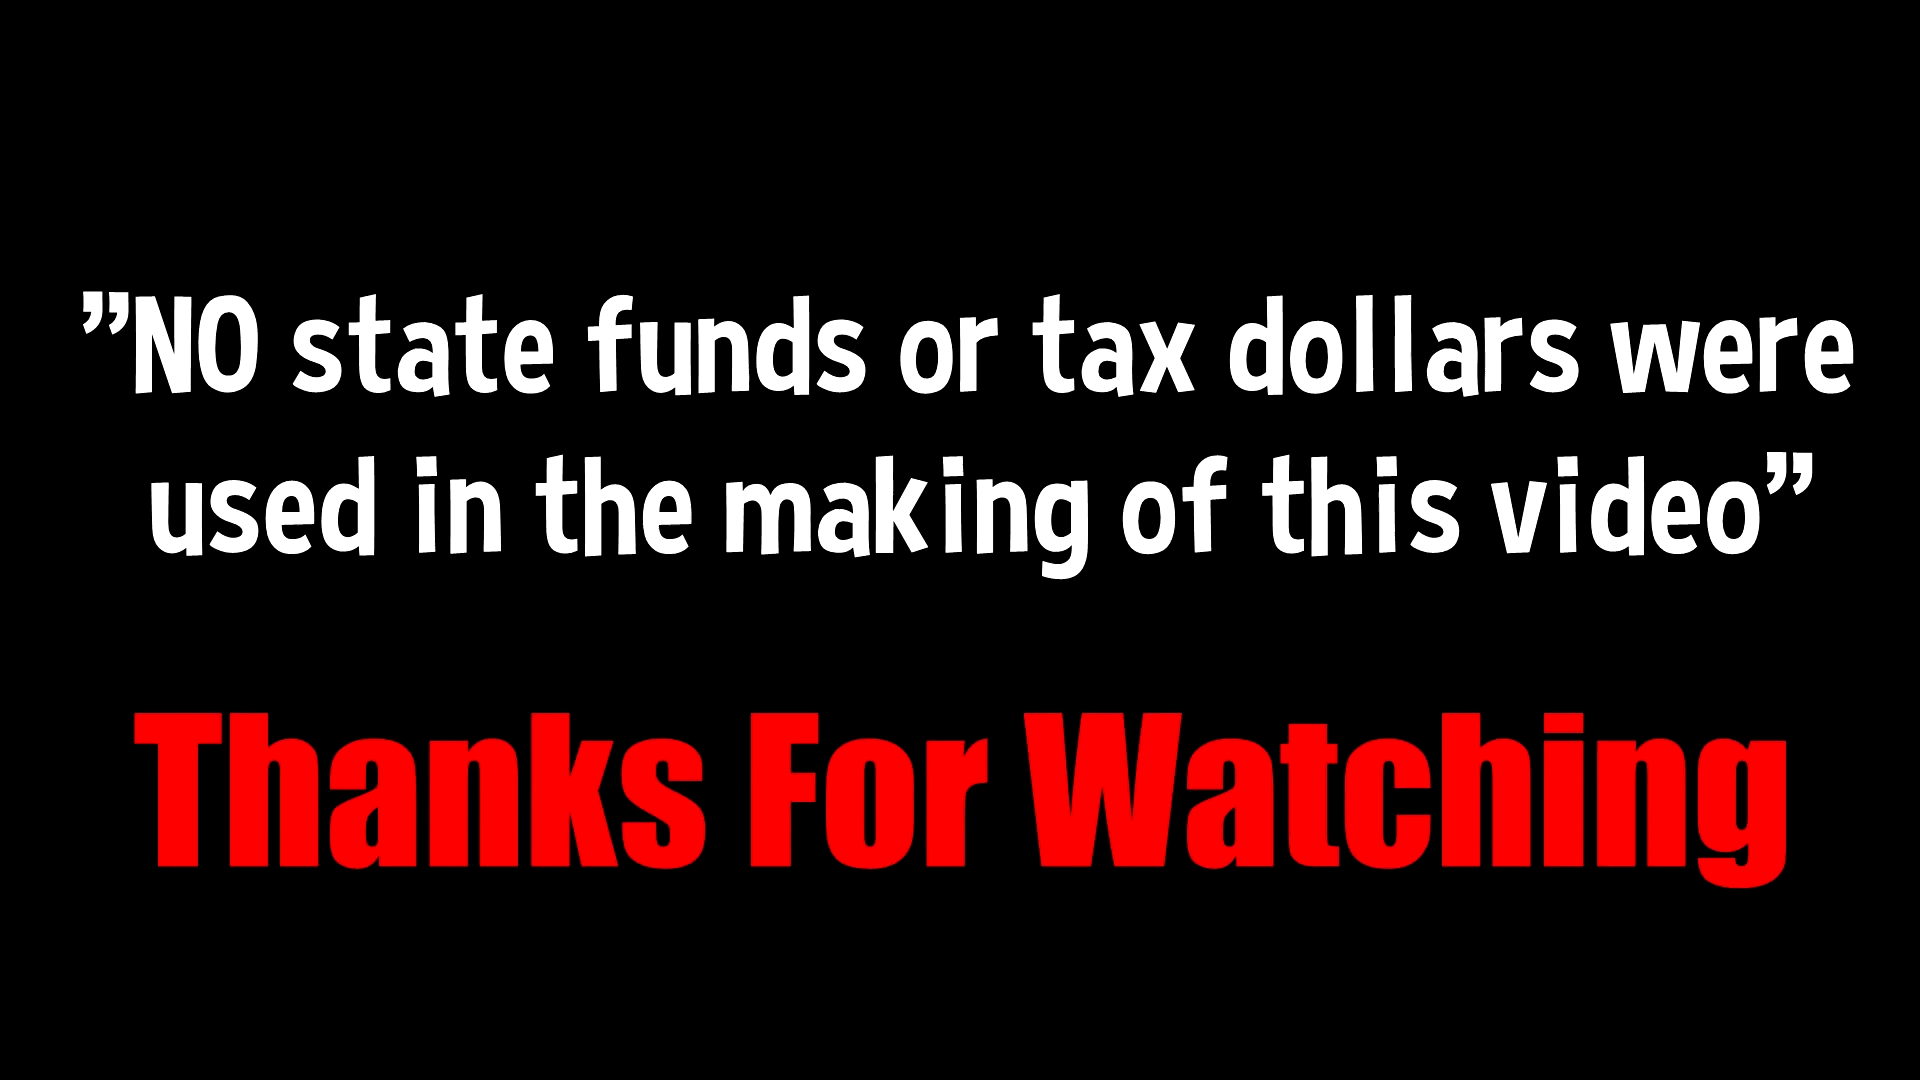 ”NO state funds or tax dollars were
used in the making of this video”
Thanks For Watching